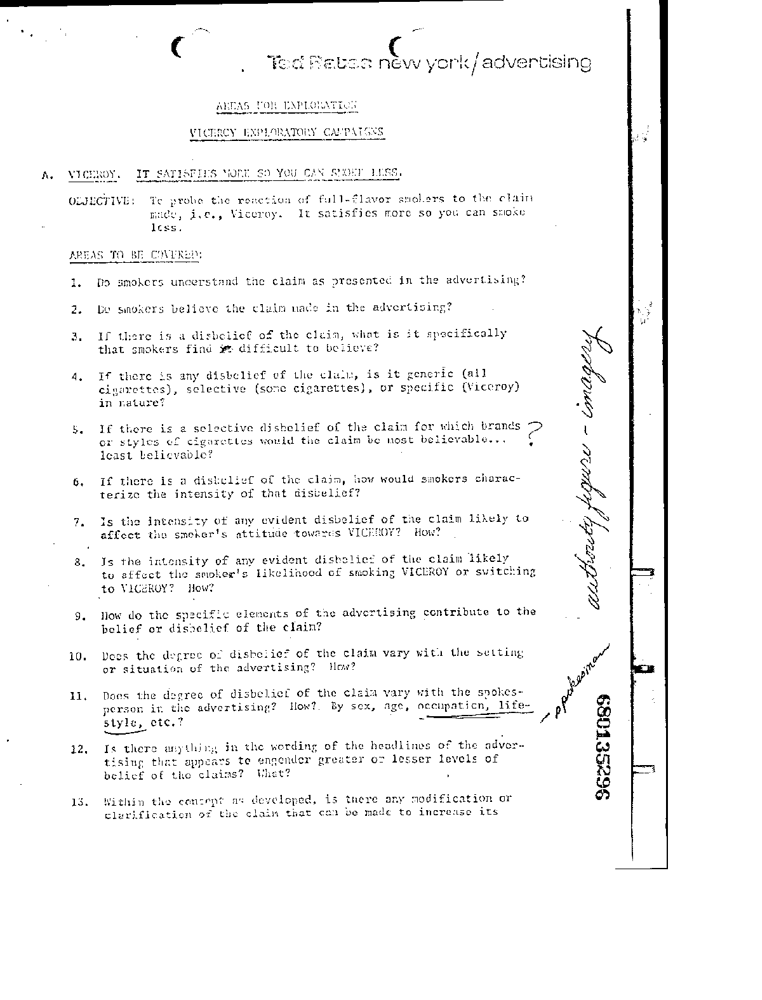 Ted Bates new york/advertising
AREAS FOR EXPLORATION
VICEROY EXPLORATORY CAMPAIGNS
A. VICEROY. IT SATISFIES MORE SO YOU CAN SMOKE LESS.
OBJECTIVE: To probe the reaction of full-flavor smokers to the claim
made, i.e., Viceroy. It satisfies more so you can smoke
less.
AREAS TO BE COVERED:
1. Do smokers understand the claim as presented in the advertising?
2. Do smokers believe the claim made in the advertising?
3. If there is a disbelief of the claim, what is it specifically
that smokers find difficult to believe?
4. If there is any disbelief of the claim, is it generic (all
cigarettes), selective (some cigarettes), or specific (Viceroy)
in nature?
5. If there is a selective disbelief of the claim for which brands ?
or styles of cigarettes would the claim be most believable...
least believable?
6. If there is a disbelief of the claim, how would smokers charac-
terize the intensity of that disbelief?
7. Is the intensity of any evident disbelief of the claim likely to
affect the smoker's attitude towards VICEROY? How?
8. Is the intensity of any evident disbelief of the claim likely
to affect the smoker's likelihood of smoking VICEROY or switching
to VICEROY? How?
9. How do the specific elements of the advertising contribute to the
belief or disbelief of the claim?
10. Does the degree of disbelief of the claim vary with the setting
or situation of the advertising? How?
11. Does the degree of disbelief of the claim vary with the spokes-
person in the advertising? How? By sex, age, occupation, life-
style, etc.?
12. Is there anything in the wording of the headlines of the adver-
tising that appears to engender greater or lesser levels of
belief of the claims? What?
13. Within the concept as developed, is there any modification or
clarification of the claim that can be made to increase its
authority figure - imagery
- spokesman
680135296